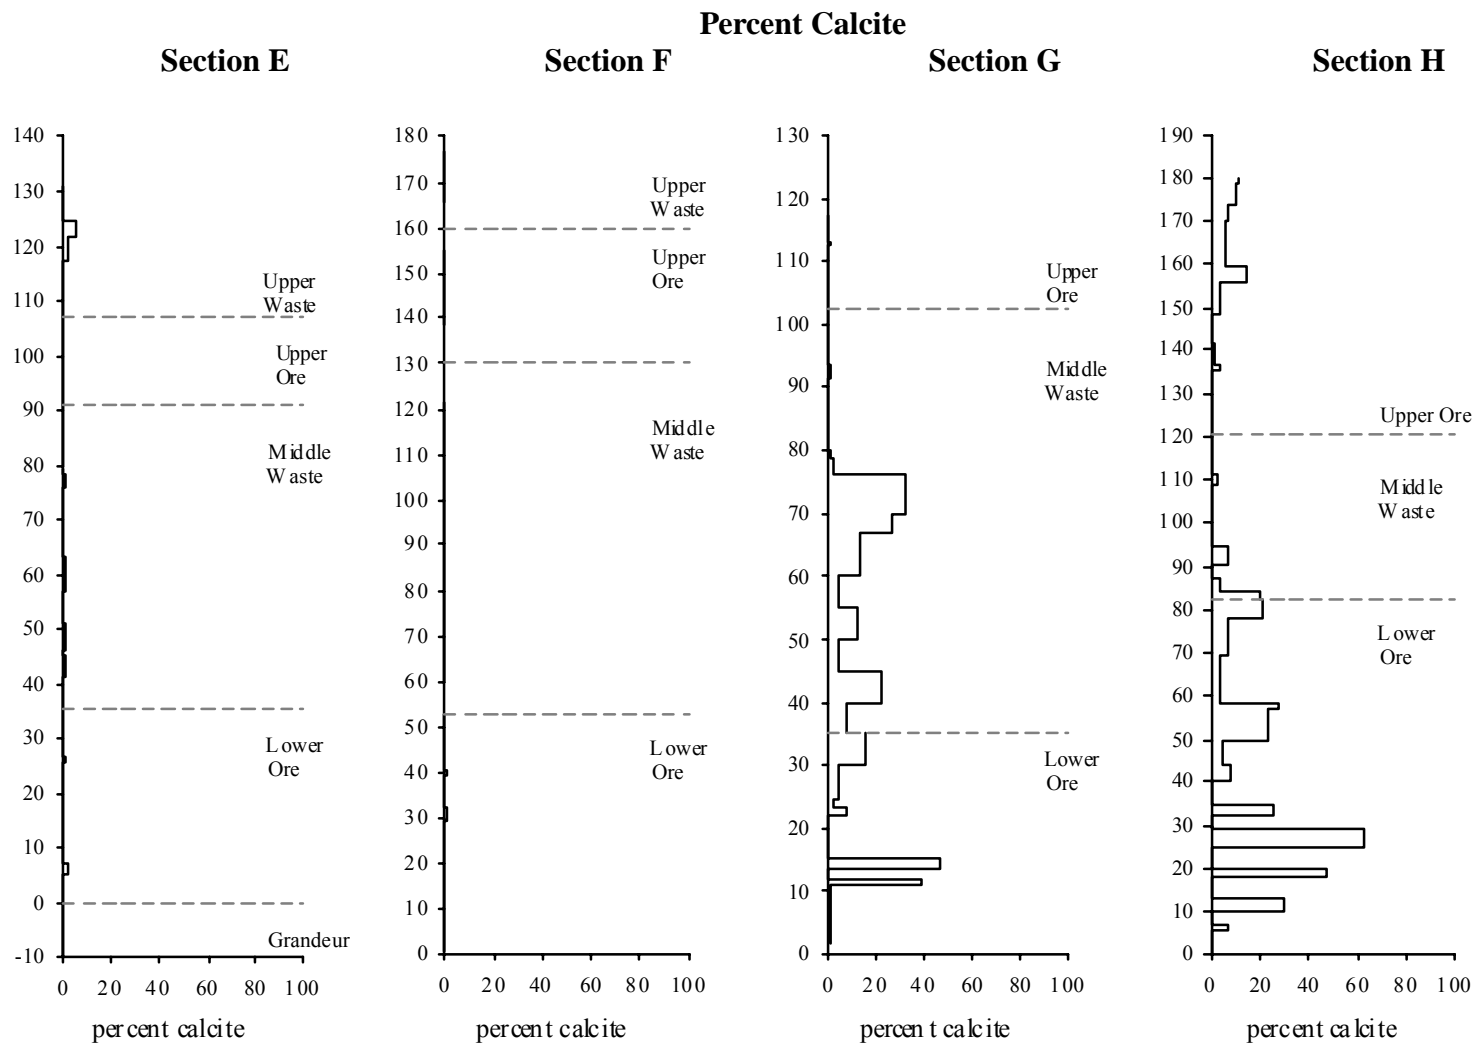 Percent Calcite
Section E
Section F
Section G
Section H
140
130
120
110
100
90
80
70
60
50
40
30
20
10
0
-10
Upper
Waste
Upper
Ore
Middle
Waste
Lower
Ore
Grandeur
0 20 40 60 80 100
percent calcite
180
170
160
150
140
130
120
110
100
90
80
70
60
50
40
30
20
10
0
Upper
Waste
Upper
Ore
Middle
Waste
Lower
Ore
0 20 40 60 80 100
percent calcite
130
120
110
100
90
80
70
60
50
40
30
20
10
0
Upper
Ore
Middle
Waste
Lower
Ore
0 20 40 60 80 100
percent calcite
190
180
170
160
150
140
130
120
110
100
90
80
70
60
50
40
30
20
10
0
Upper Ore
Middle
Waste
Lower
Ore
0 20 40 60 80 100
percent calcite